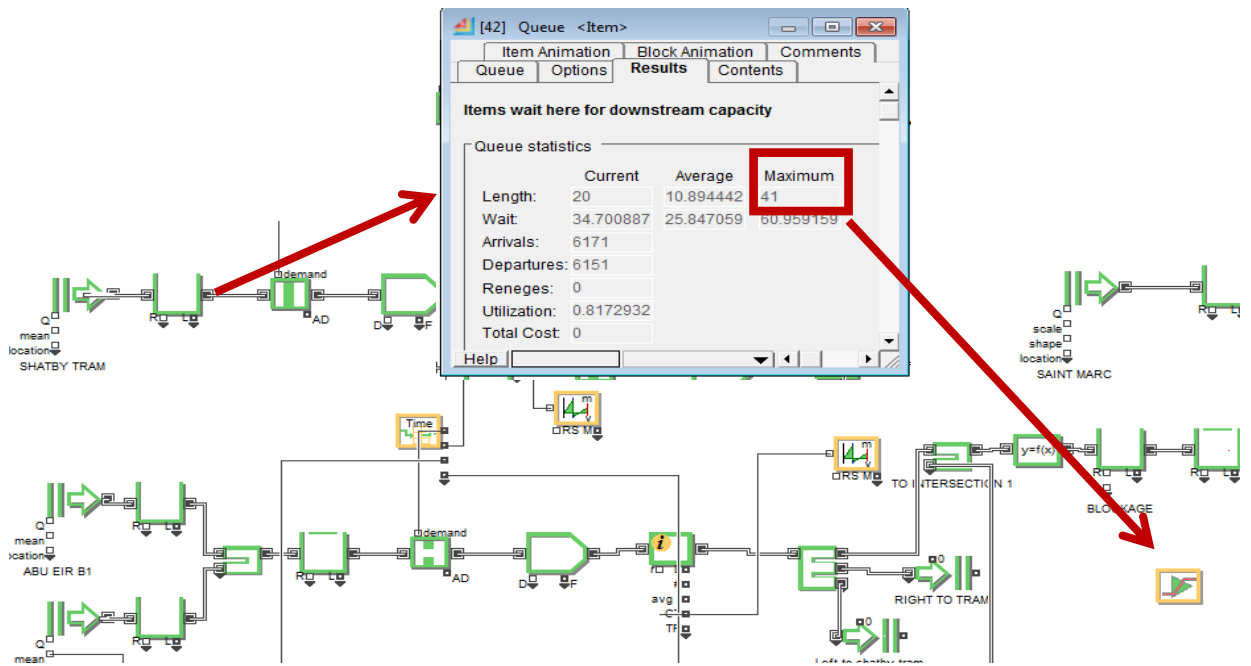 [42] Queue <Item>
Item Animation Block Animation Comments
Queue Options Results Contents
Items wait here for downstream capacity
Queue statistics
Current Average Maximum
Length: 20 10.894442 41
Wait: 34.700887 25.847059 60.959159
Arrivals: 6171
Departures: 6151
Reneges: 0
Utilization: 0.8172932
Total Cost: 0
Help
demand
R L
AD
D F
Q
mean
location
SHATBY TRAM
Q
scale
shape
location
SAINT MARC
R L
Time
m
v
RS M
m
v
RS M
TO INTERSECTION 1
y=f(x)
R L
R L
BLOCKAGE
Q
mean
ocation
ABU EIR B1
R L
R L
demand
AD
D F
i
avg
C
TF
0
RIGHT TO TRAM
0
Left to shatby tram
Q
mean
R L